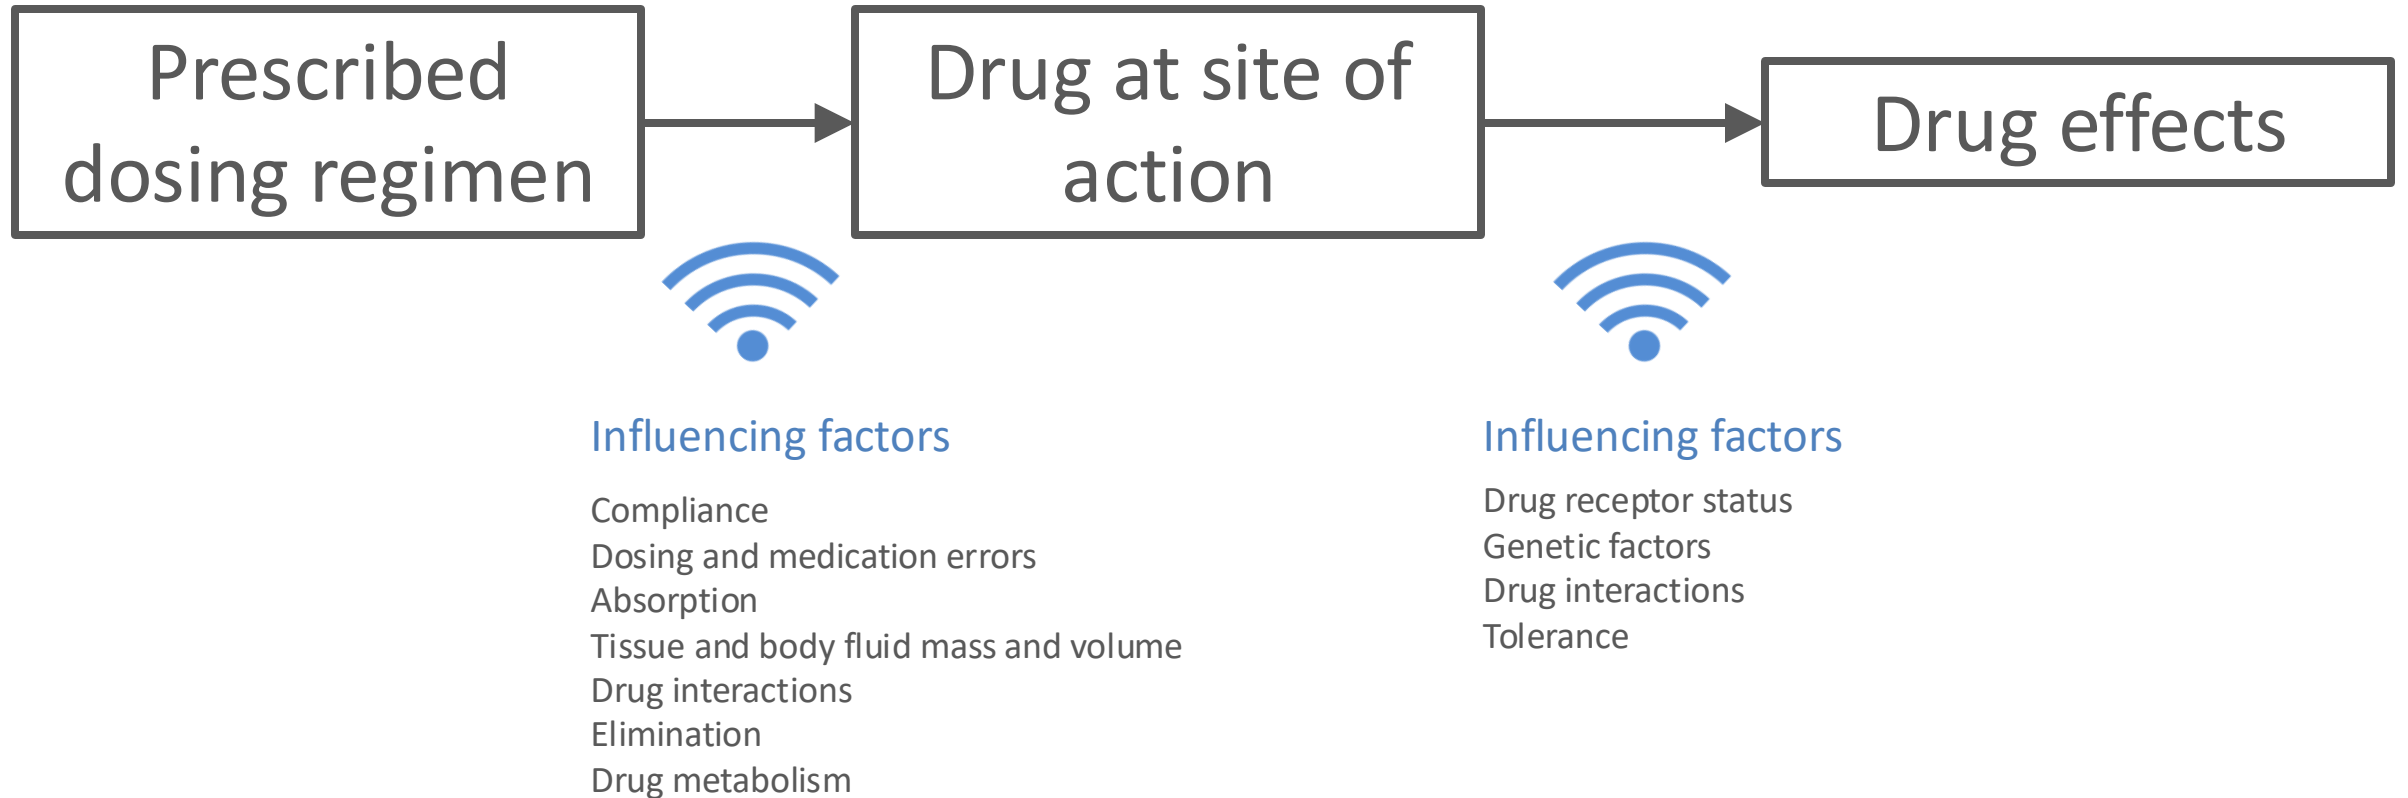 Prescribed
dosing regimen
Drug at site of
action
Drug effects
Influencing factors
Compliance
Dosing and medication errors
Absorption
Tissue and body fluid mass and volume
Drug interactions
Elimination
Drug metabolism
Influencing factors
Drug receptor status
Genetic factors
Drug interactions
Tolerance